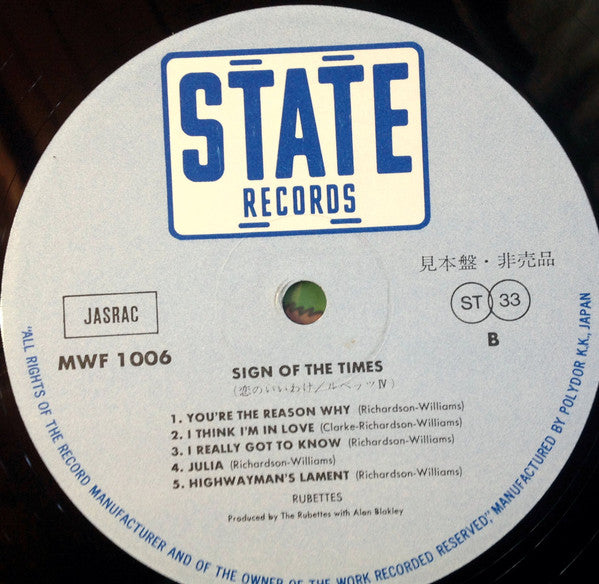 STATE
RECORDS
見本盤・非売品
JASRAC
ST 33
MWF 1006
B
SIGN OF THE TIMES
(恋のいいわけ/ルベッツⅣ)
1. YOU'RE THE REASON WHY (Richardson-Williams)
2. I THINK I'M IN LOVE (Clarke-Richardson-Williams)
3. I REALLY GOT TO KNOW (Richardson-Williams)
4. JULIA (Richardson-Williams)
5. HIGHWAYMAN'S LAMENT (Richardson-Williams)
RUBETTES
Produced by The Rubettes with Alan Blakley
"ALL RIGHTS OF THE RECORD MANUFACTURER AND OF THE OWNER OF THE WORK RECORDED RESERVED," MANUFACTURED BY POLYDOR K.K., JAPAN